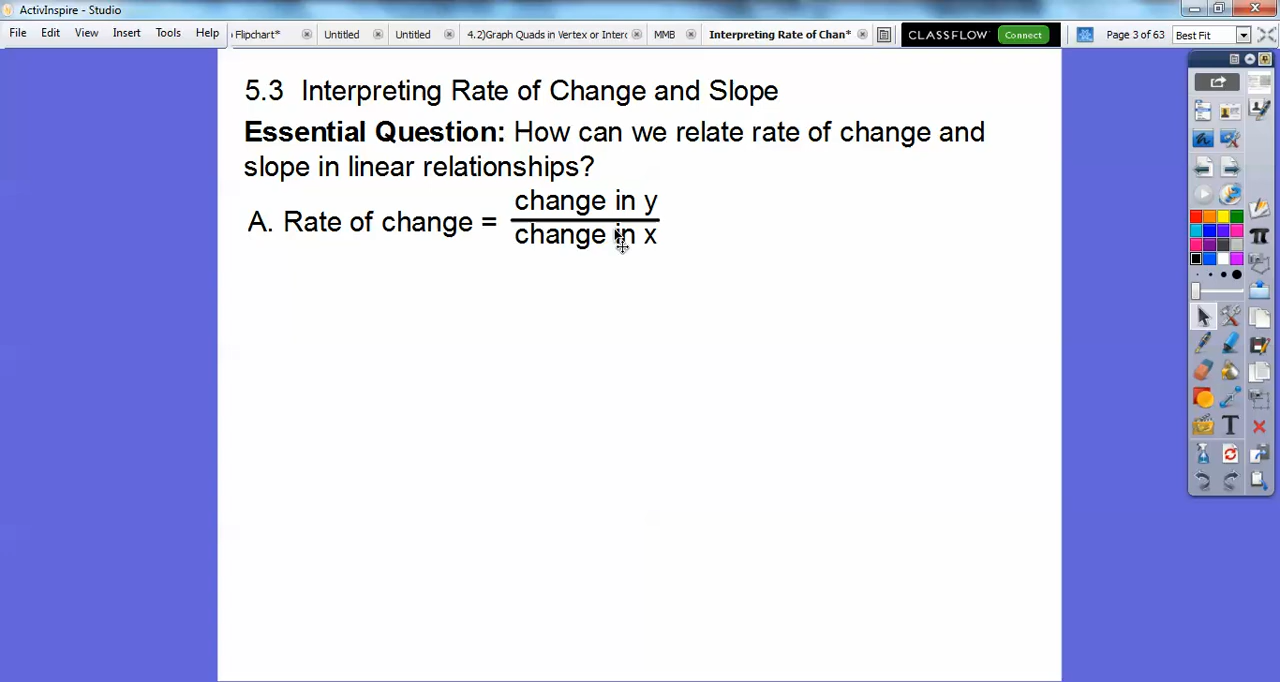 ActivInspire - Studio
File Edit View Insert Tools Help
Flipchart* Untitled Untitled 4.2)Graph Quads in Vertex or Interc MMB Interpreting Rate of Chan* CLASSFLOW Connect Page 3 of 63 Best Fit
5.3 Interpreting Rate of Change and Slope
Essential Question: How can we relate rate of change and
slope in linear relationships?
A. Rate of change = change in y
change in x